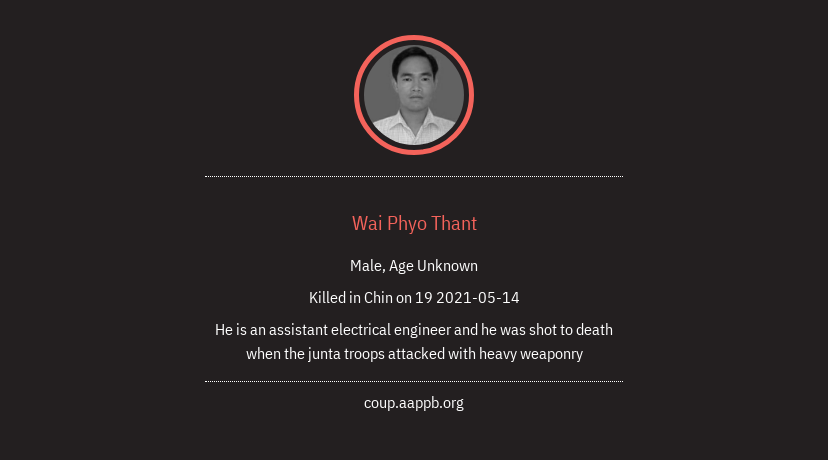 Wai Phyo Thant
Male, Age Unknown
Killed in Chin on 19 2021-05-14
He is an assistant electrical engineer and he was shot to death
when the junta troops attacked with heavy weaponry
coup.aappb.org